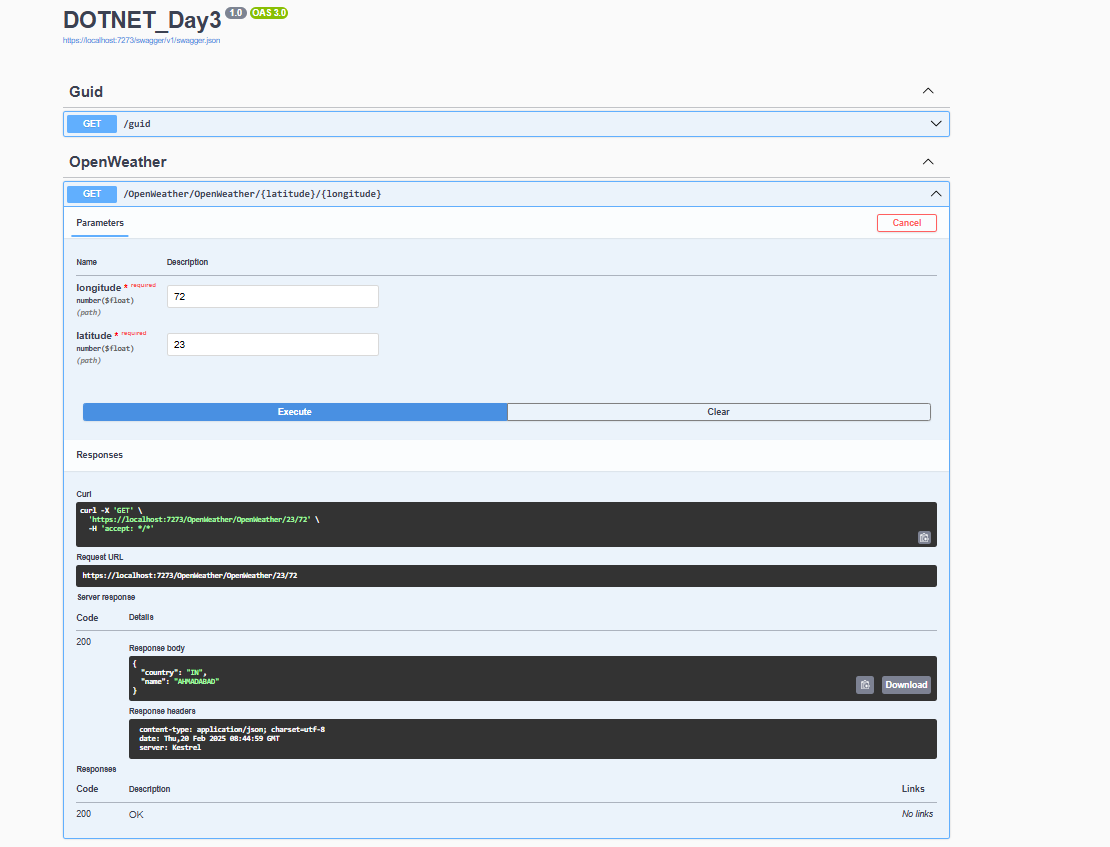 DOTNET_Day3 1.0 OAS 3.0
https://localhost:7273/swagger/v1/swagger.json
Guid
GET /guid
OpenWeather
GET /OpenWeather/OpenWeather/{latitude}/{longitude}
Parameters Cancel
Name Description
longitude * required
number($float)
(path)
72
latitude * required
number($float)
(path)
23
Execute Clear
Responses
Curl
curl -X 'GET' \
'https://localhost:7273/OpenWeather/OpenWeather/23/72' \
-H 'accept: */*'
Request URL
https://localhost:7273/OpenWeather/OpenWeather/23/72
Server response
Code Details
200
Response body
{
"country": "IN",
"name": "AHMADABAD"
}
Download
Response headers
content-type: application/json; charset=utf-8
date: Thu,20 Feb 2025 08:44:59 GMT
server: Kestrel
Responses
Code Description Links
200 OK No links